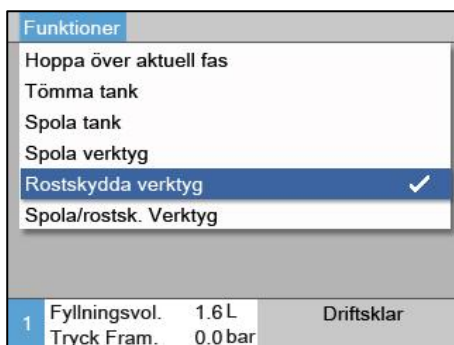 Funktioner
Hoppa över aktuell fas
Tömma tank
Spola tank
Spola verktyg
Rostskydda verktyg
Spola/rostsk. Verktyg
1
Fyllningsvol. 1.6 L
Driftsklar
Tryck Fram. 0.0 bar